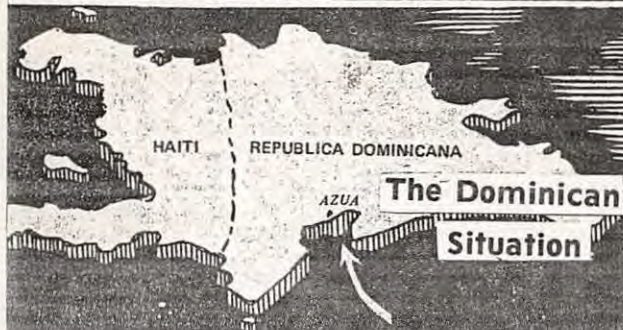 HAITI
REPUBLICA DOMINICANA
AZUA
The Dominican
Situation